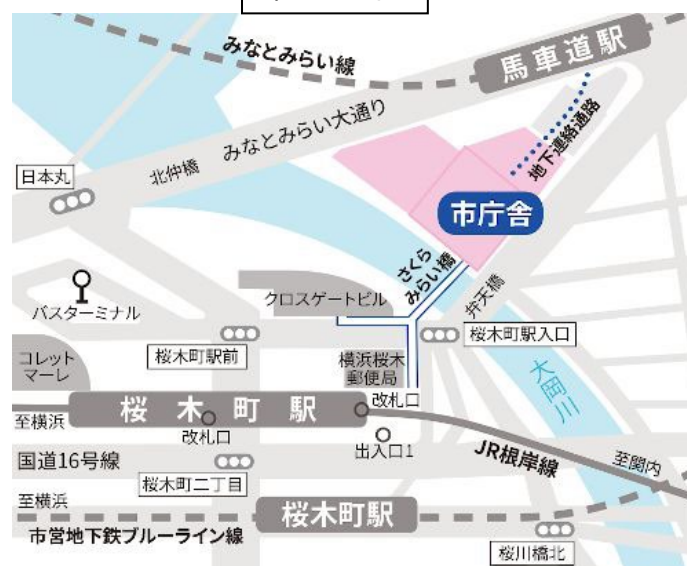 みなとみらい線
馬車道駅
みなとみらい大通り
北仲橋
日本丸
地下連絡通路
市庁舎
さくら
みらい橋
弁天橋
バスターミナル
クロスゲートビル
桜木町駅前
桜木町駅入口
コレット
マーレ
横浜桜木
郵便局
大岡川
桜木町駅
改札口
至横浜
改札口
出入口1
JR根岸線
至関内
国道16号線
桜木町二丁目
至横浜
桜木町駅
市営地下鉄ブルーライン線
桜川橋北